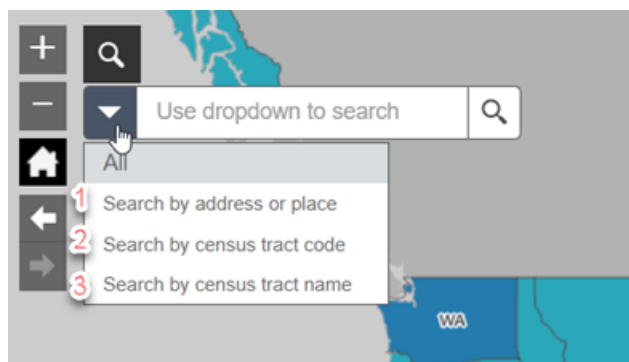 Use dropdown to search
All
1 Search by address or place
2 Search by census tract code
3 Search by census tract name
WA